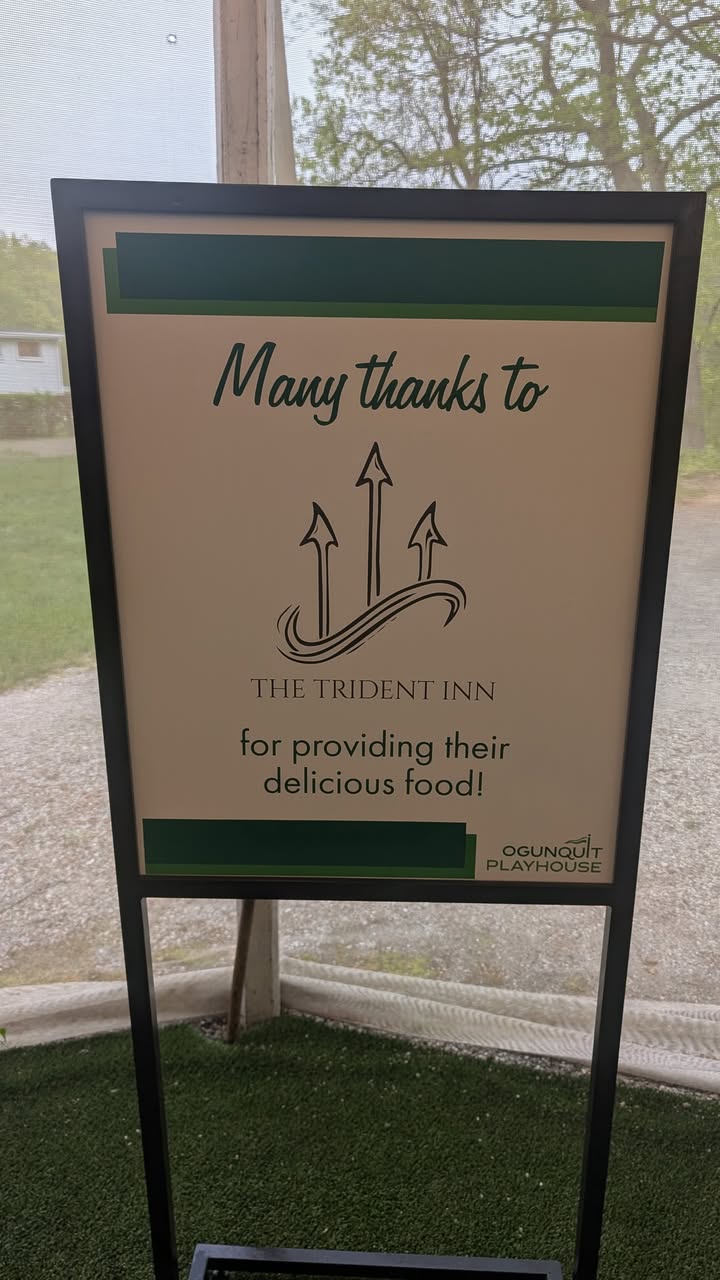 Many thanks to
THE TRIDENT INN
for providing their
delicious food!
OGUNQUIT
PLAYHOUSE